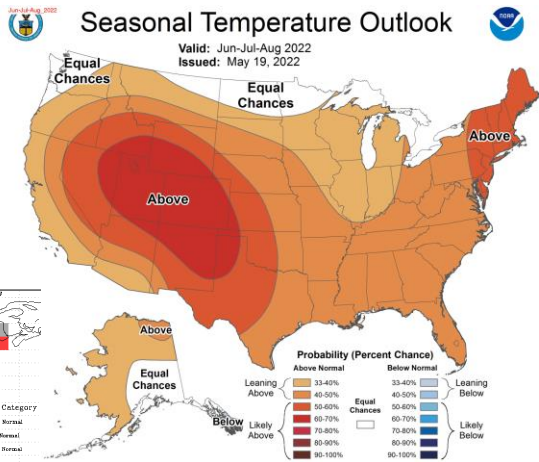 Jun-Jul-Aug 2022
Seasonal Temperature Outlook
Valid: Jun-Jul-Aug 2022
Issued: May 19, 2022
NOAA
Equal
Chances
Equal
Chances
Above
Above
Above
Equal
Chances
Below
Probability (Percent Chance)
Above Normal
Below Normal
Leaning
Above
33-40%
40-50%
Likely
Above
50-60%
60-70%
70-80%
80-90%
90-100%
Equal
Chances
33-40%
40-50%
Leaning
Below
50-60%
60-70%
70-80%
80-90%
90-100%
Likely
Below
Category
Normal
Normal
Normal